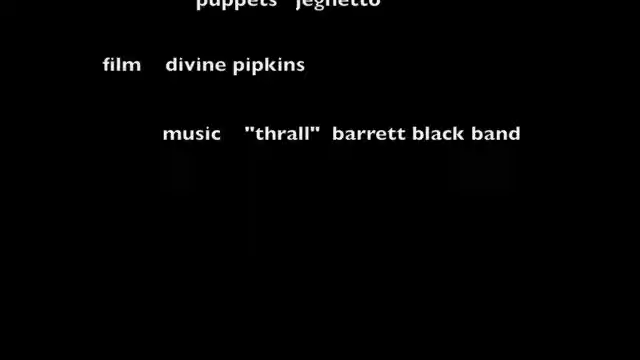 puppets jeghetto
film divine pipkins
music "thrall" barrett black band